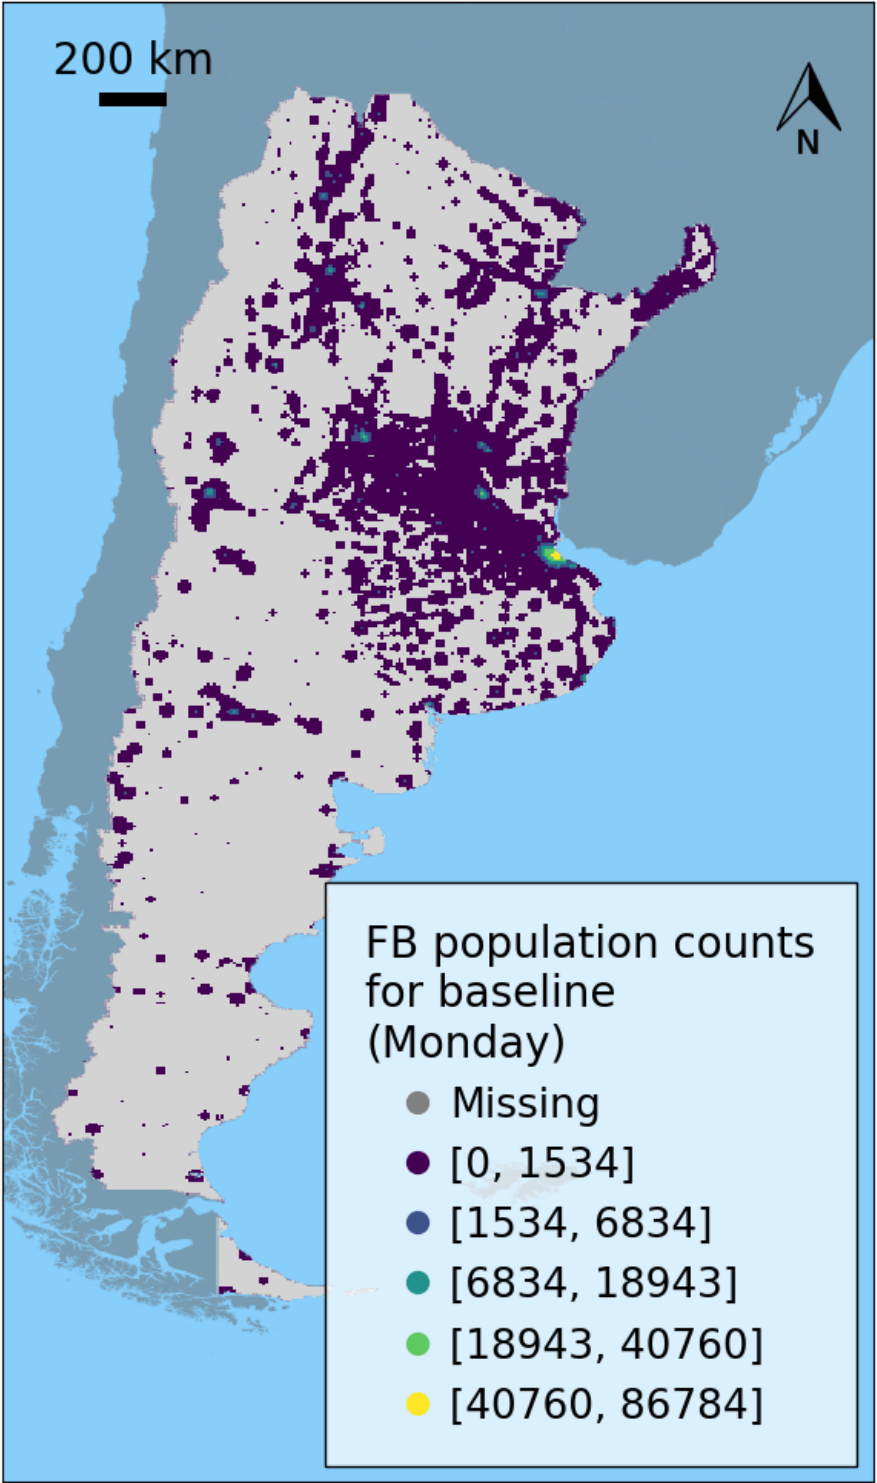 200 km
N
FB population counts
for baseline
(Monday)
Missing
[0, 1534]
[1534, 6834]
[6834, 18943]
[18943, 40760]
[40760, 86784]